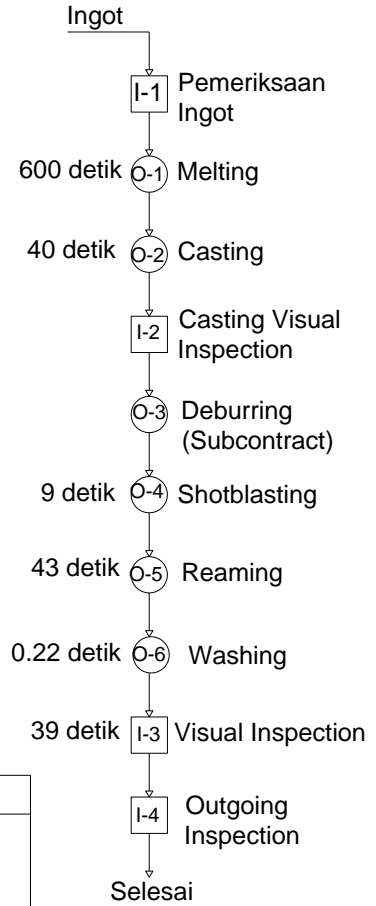 Ingot
I-1 Pemeriksaan
Ingot
600 detik O-1 Melting
40 detik O-2 Casting
I-2 Casting Visual
Inspection
O-3 Deburring
(Subcontract)
9 detik O-4 Shotblasting
43 detik O-5 Reaming
0.22 detik O-6 Washing
39 detik I-3 Visual Inspection
I-4 Outgoing
Inspection
Selesai